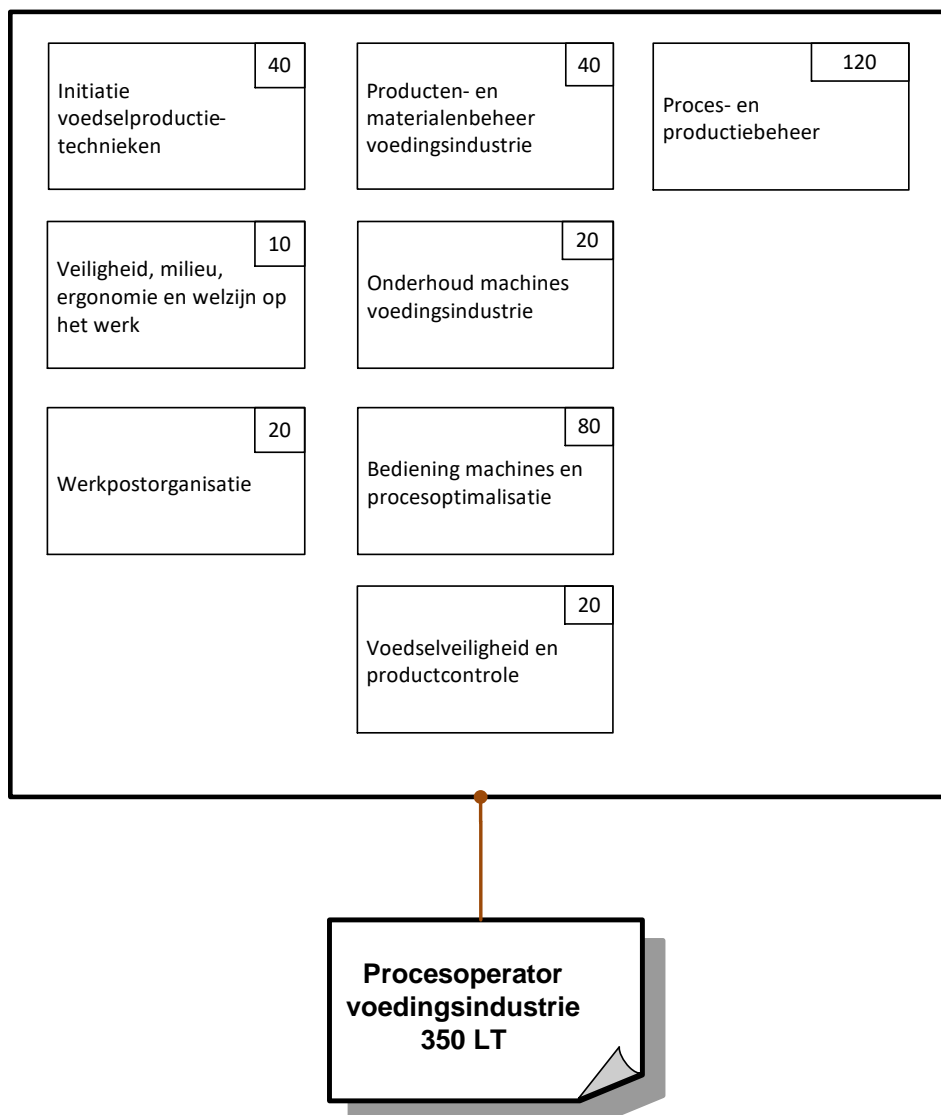 40
Initiatie
voedselproductie-
technieken
40
Producten- en
materialenbeheer
voedingsindustrie
120
Proces- en
productiebeheer
10
Veiligheid, milieu,
ergonomie en welzijn op
het werk
20
Onderhoud machines
voedingsindustrie
20
Werkpostorganisatie
80
Bediening machines en
procesoptimalisatie
20
Voedselveiligheid en
productcontrole
Procesoperator
voedingsindustrie
350 LT